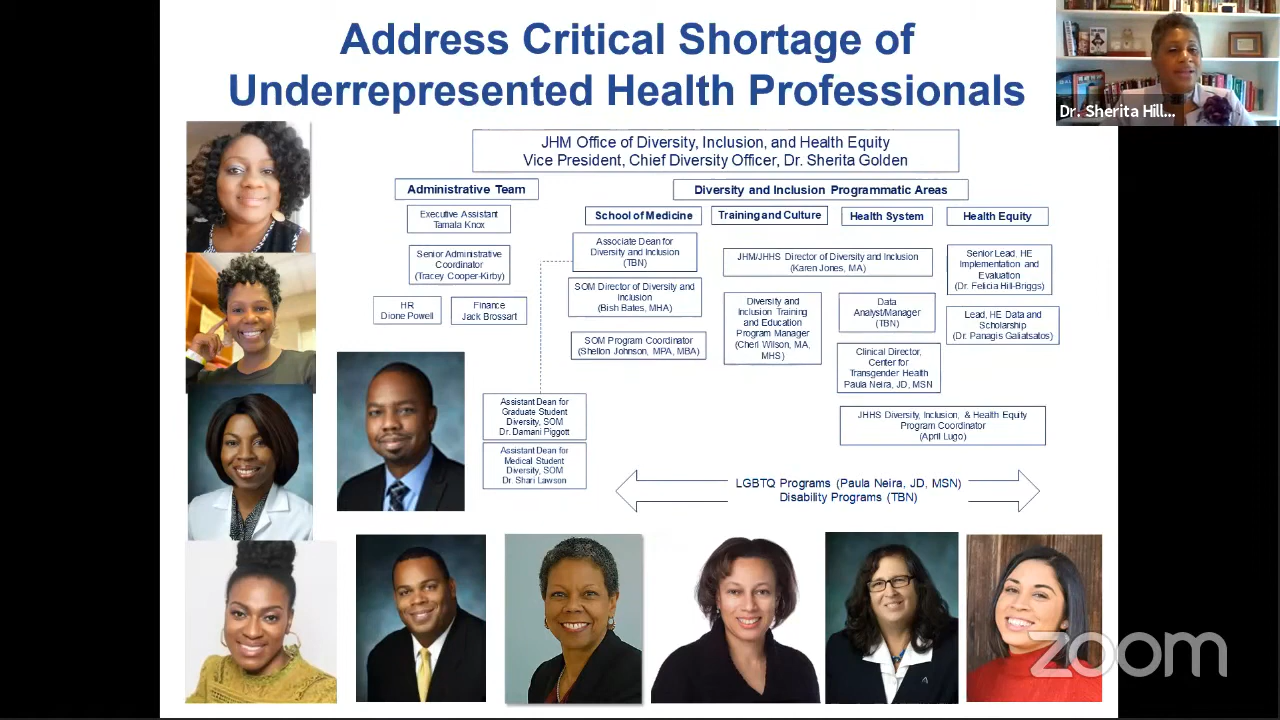 Address Critical Shortage of
Underrepresented Health Professionals
Dr. Sherita Hill...
JHM Office of Diversity, Inclusion, and Health Equity
Vice President, Chief Diversity Officer, Dr. Sherita Golden
Administrative Team
Diversity and Inclusion Programmatic Areas
Executive Assistant
Tamala Knox
Senior Administrative
Coordinator
(Tracey Cooper-Kirby)
HR
Dione Powell
Finance
Jack Brossart
School of Medicine
Training and Culture
Health System
Health Equity
Associate Dean for
Diversity and Inclusion
(TBN)
SOM Director of Diversity and
Inclusion
(Bish Bates, MHA)
SOM Program Coordinator
(Shellon Johnson, MPA, MBA)
Assistant Dean for
Graduate Student
Diversity, SOM
Dr. Damani Piggott
Assistant Dean for
Medical Student
Diversity, SOM
Dr. Shari Lawson
JHM/JHHS Director of Diversity and Inclusion
(Karen Jones, MA)
Diversity and
Inclusion Training
and Education
Program Manager
(Cheri Wilson, MA,
MHS)
Data
Analyst/Manager
(TBN)
Clinical Director,
Center for
Transgender Health
Paula Neira, JD, MSN
JHHS Diversity, Inclusion, & Health Equity
Program Coordinator
(April Lugo)
Senior Lead, HE
Implementation and
Evaluation
(Dr. Felicia Hill-Briggs)
Lead, HE Data and
Scholarship
(Dr. Panagis Galiatsatos)
LGBTQ Programs (Paula Neira, JD, MSN)
Disability Programs (TBN)
zoom